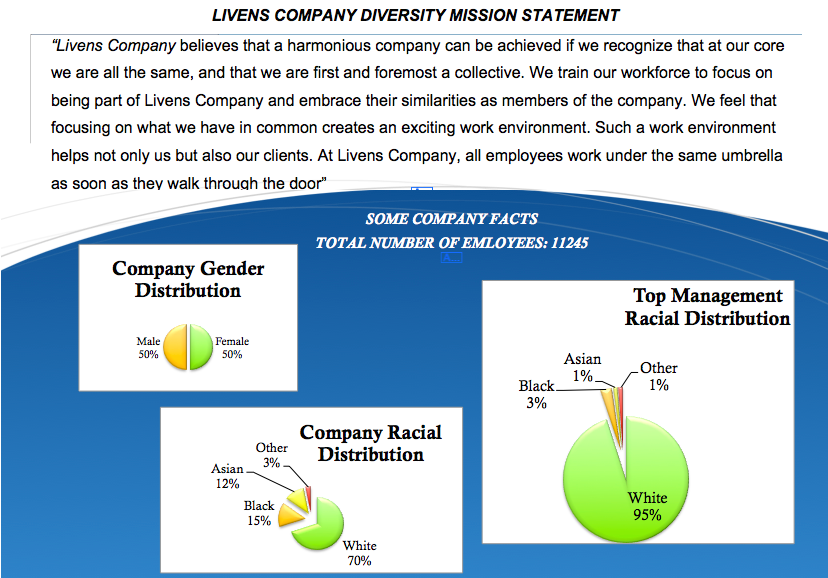 LIVENS COMPANY DIVERSITY MISSION STATEMENT
“Livens Company believes that a harmonious company can be achieved if we recognize that at our core
we are all the same, and that we are first and foremost a collective. We train our workforce to focus on
being part of Livens Company and embrace their similarities as members of the company. We feel that
focusing on what we have in common creates an exciting work environment. Such a work environment
helps not only us but also our clients. At Livens Company, all employees work under the same umbrella
as soon as they walk through the door”
SOME COMPANY FACTS
TOTAL NUMBER OF EMLOYEES: 11245
Company Gender
Distribution
Male
50%
Female
50%
Top Management
Racial Distribution
Asian
1%
Other
1%
Black
3%
White
95%
Company Racial
Distribution
Other
3%
Asian
12%
Black
15%
White
70%